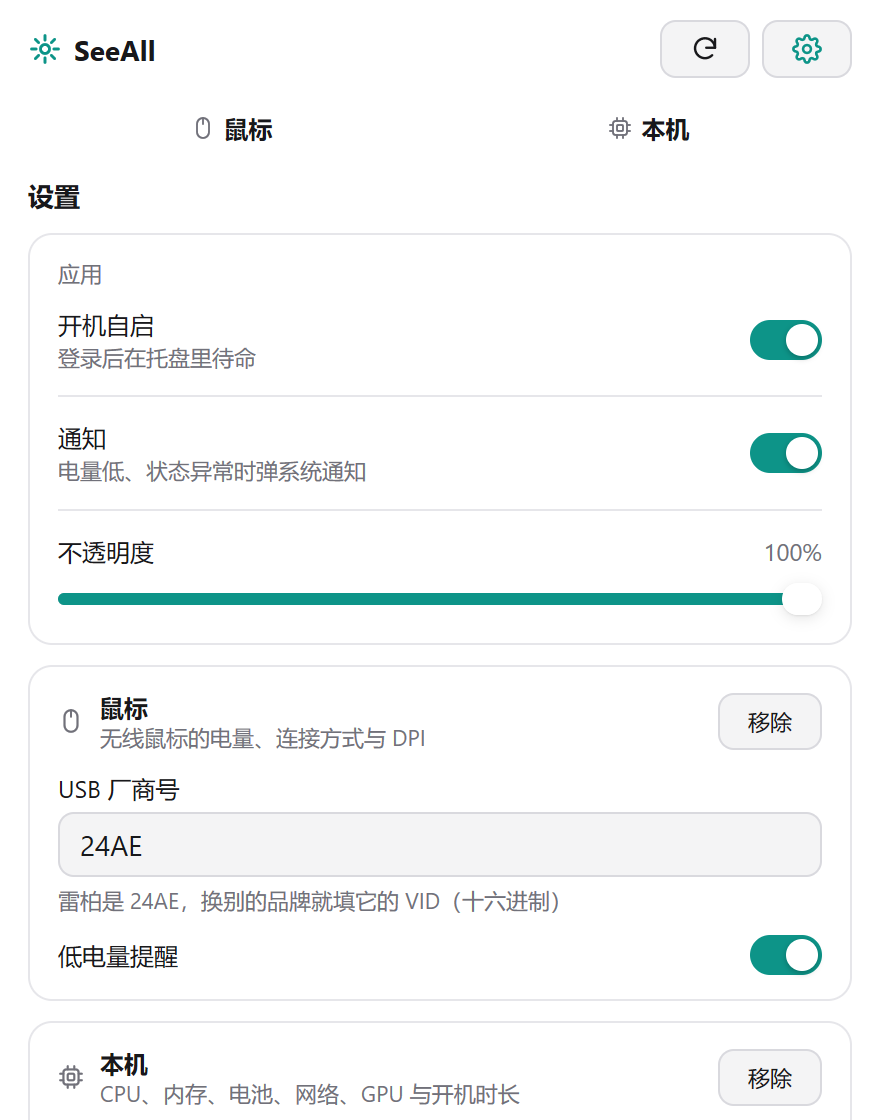 SeeAll
鼠标
本机
设置
应用
开机自启
登录后在托盘里待命
通知
电量低、状态异常时弹系统通知
不透明度
100%
鼠标
无线鼠标的电量、连接方式与 DPI
移除
USB 厂商号
24AE
雷柏是 24AE，换别的品牌就填它的 VID（十六进制）
低电量提醒
本机
CPU、内存、电池、网络、GPU 与开机时长
移除